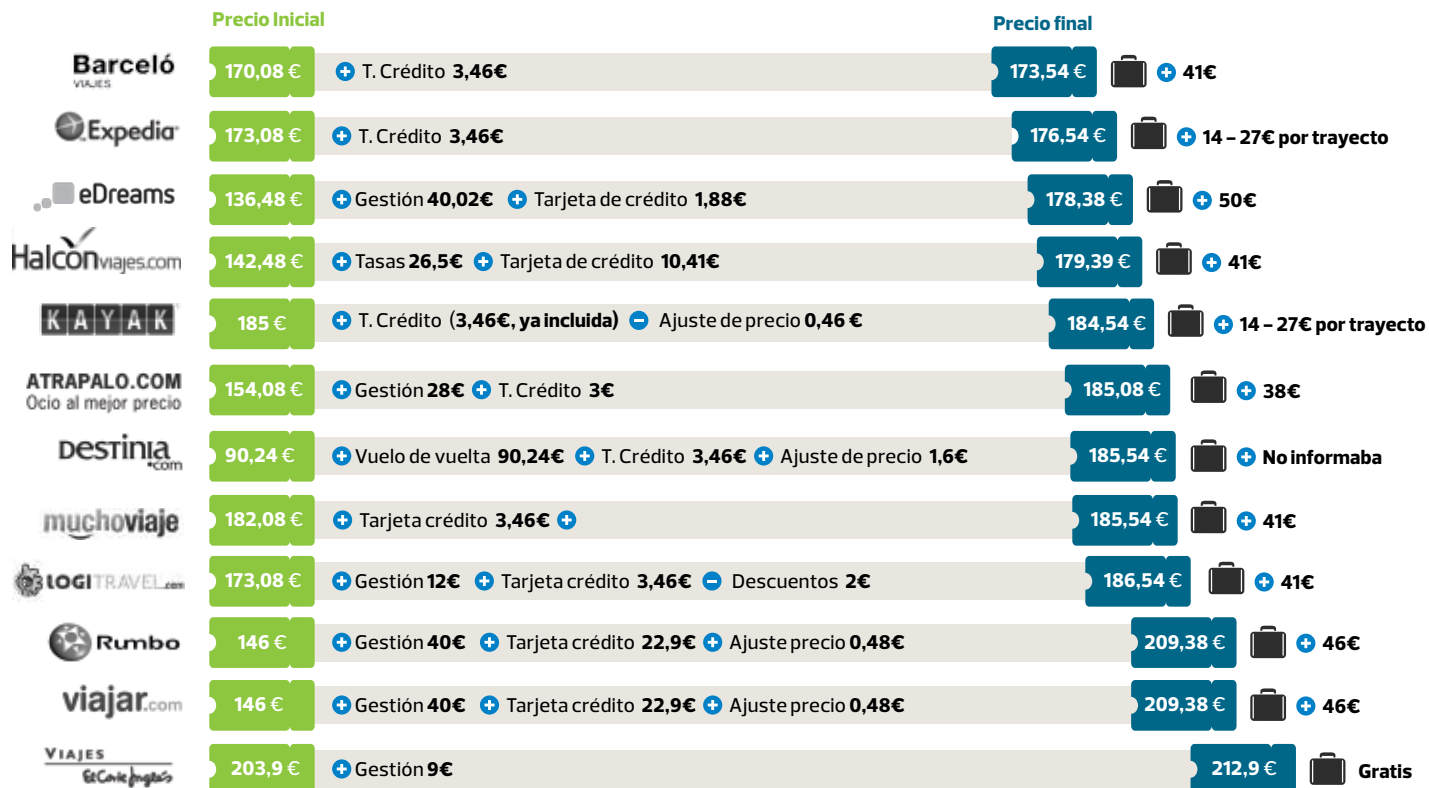 Precio Inicial
Precio final
Barceló
VIAJES
170,08 €
T. Crédito 3,46€
173,54 €
41€
Expedia
173,08 €
T. Crédito 3,46€
176,54 €
14 – 27€ por trayecto
eDreams
136,48 €
Gestión 40,02€
Tarjeta de crédito 1,88€
178,38 €
50€
Halcónviajes.com
142,48 €
Tasas 26,5€
Tarjeta de crédito 10,41€
179,39 €
41€
KAYAK
185 €
T. Crédito (3,46€, ya incluida)
Ajuste de precio 0,46 €
184,54 €
14 – 27€ por trayecto
ATRAPALO.COM
Ocio al mejor precio
154,08 €
Gestión 28€
T. Crédito 3€
185,08 €
38€
Destinia
.com
90,24 €
Vuelo de vuelta 90,24€
T. Crédito 3,46€
Ajuste de precio 1,6€
185,54 €
No informaba
muchoviaje
182,08 €
Tarjeta crédito 3,46€
185,54 €
41€
LOGITRAVEL.com
173,08 €
Gestión 12€
Tarjeta crédito 3,46€
Descuentos 2€
186,54 €
41€
Rumbo
146 €
Gestión 40€
Tarjeta crédito 22,9€
Ajuste precio 0,48€
209,38 €
46€
viajar.com
146 €
Gestión 40€
Tarjeta crédito 22,9€
Ajuste precio 0,48€
209,38 €
46€
VIAJES
El Corte Inglés
203,9 €
Gestión 9€
212,9 €
Gratis